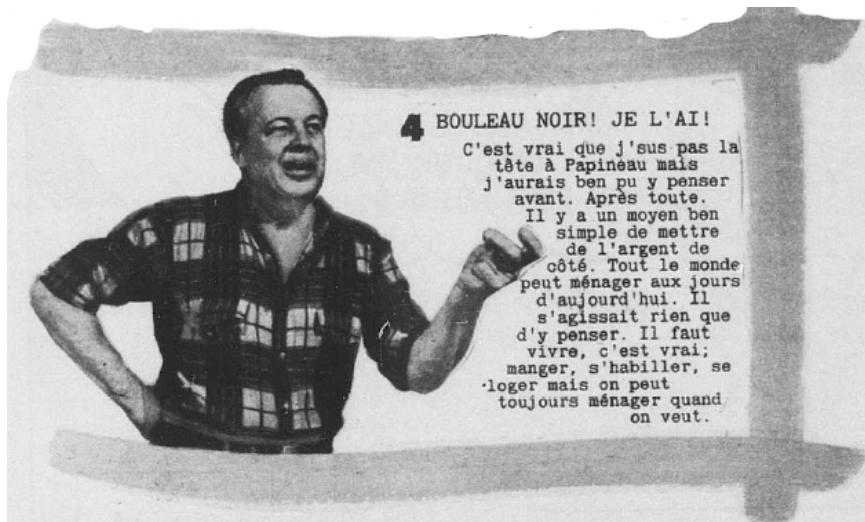 4 BOULEAU NOIR! JE L'AI!
C'est vrai que j'sus pas la
tête à Papineau mais
j'aurais ben pu y penser
avant. Après toute.
Il y a un moyen ben
simple de mettre
de l'argent de
côté. Tout le monde
peut ménager aux jours
d'aujourd'hui. Il
s'agissait rien que
d'y penser. Il faut
vivre, c'est vrai;
manger, s'habiller, se
loger mais on peut
toujours ménager quand
on veut.